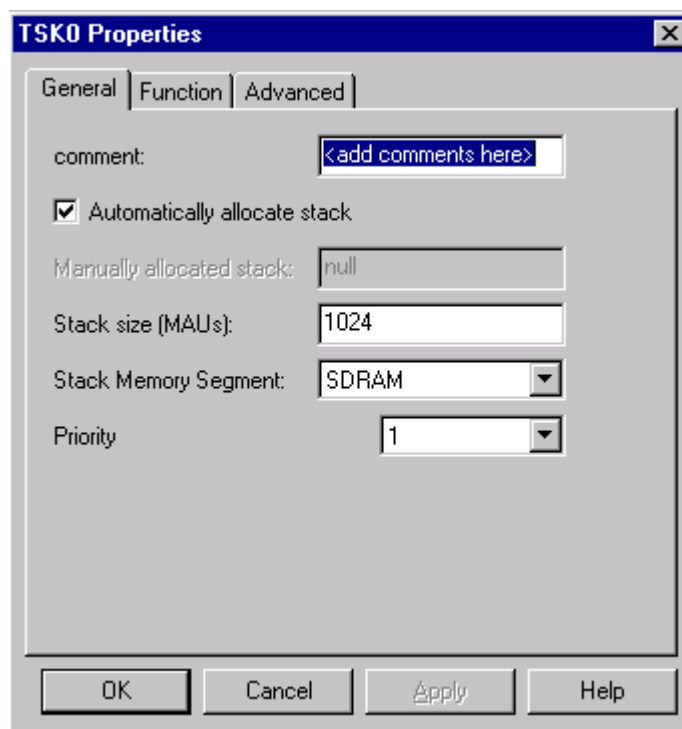 TSK0 Properties
General Function Advanced
comment: <add comments here>
Automatically allocate stack
Manually allocated stack: null
Stack size (MAUs): 1024
Stack Memory Segment: SDRAM
Priority 1
OK Cancel Apply Help